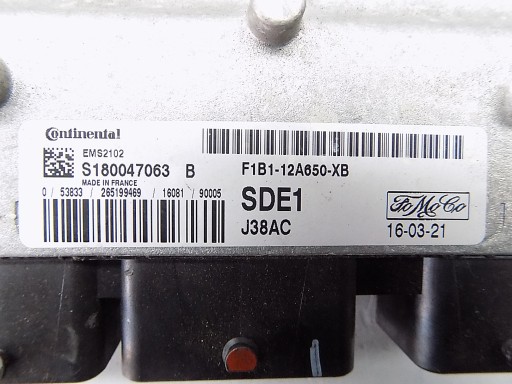 Continental
EMS2102
S180047063 B
MADE IN FRANCE
0 / 53833 / 265199469 / 16081 / 90005
F1B1-12A650-XB
SDE1
J38AC
FoMoCo
16-03-21